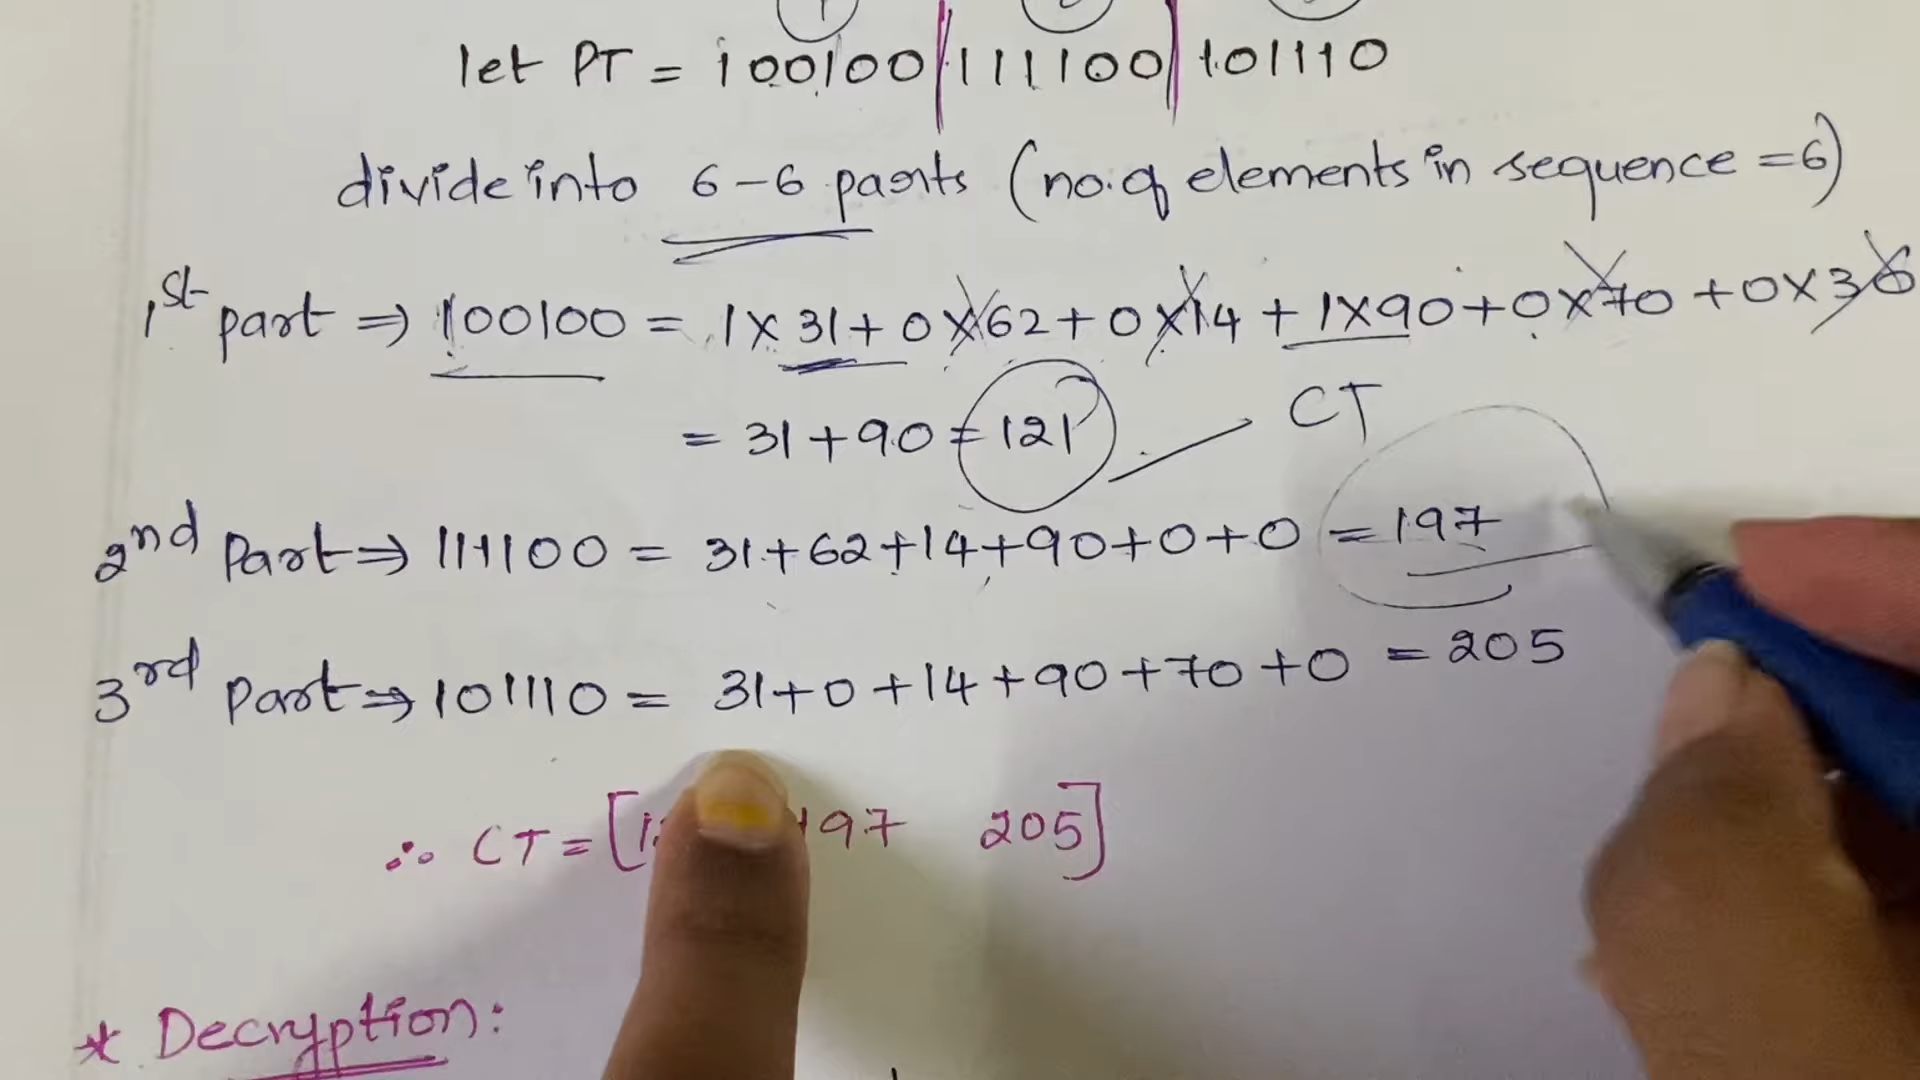 let PT = 100100|111100|101110
divide into 6-6 parts (no.of elements in sequence = 6)
1st part ⇒ 100100 = 1×31+0×62+0×14+1×90+0×70+0×36
= 31+90 = 121
CT
2nd Part ⇒ 111100 = 31+62+14+90+0+0 = 197
3rd Part ⇒ 101110 = 31+0+14+90+70+0 = 205
∴ CT = [1 197 205]
* Decryption: